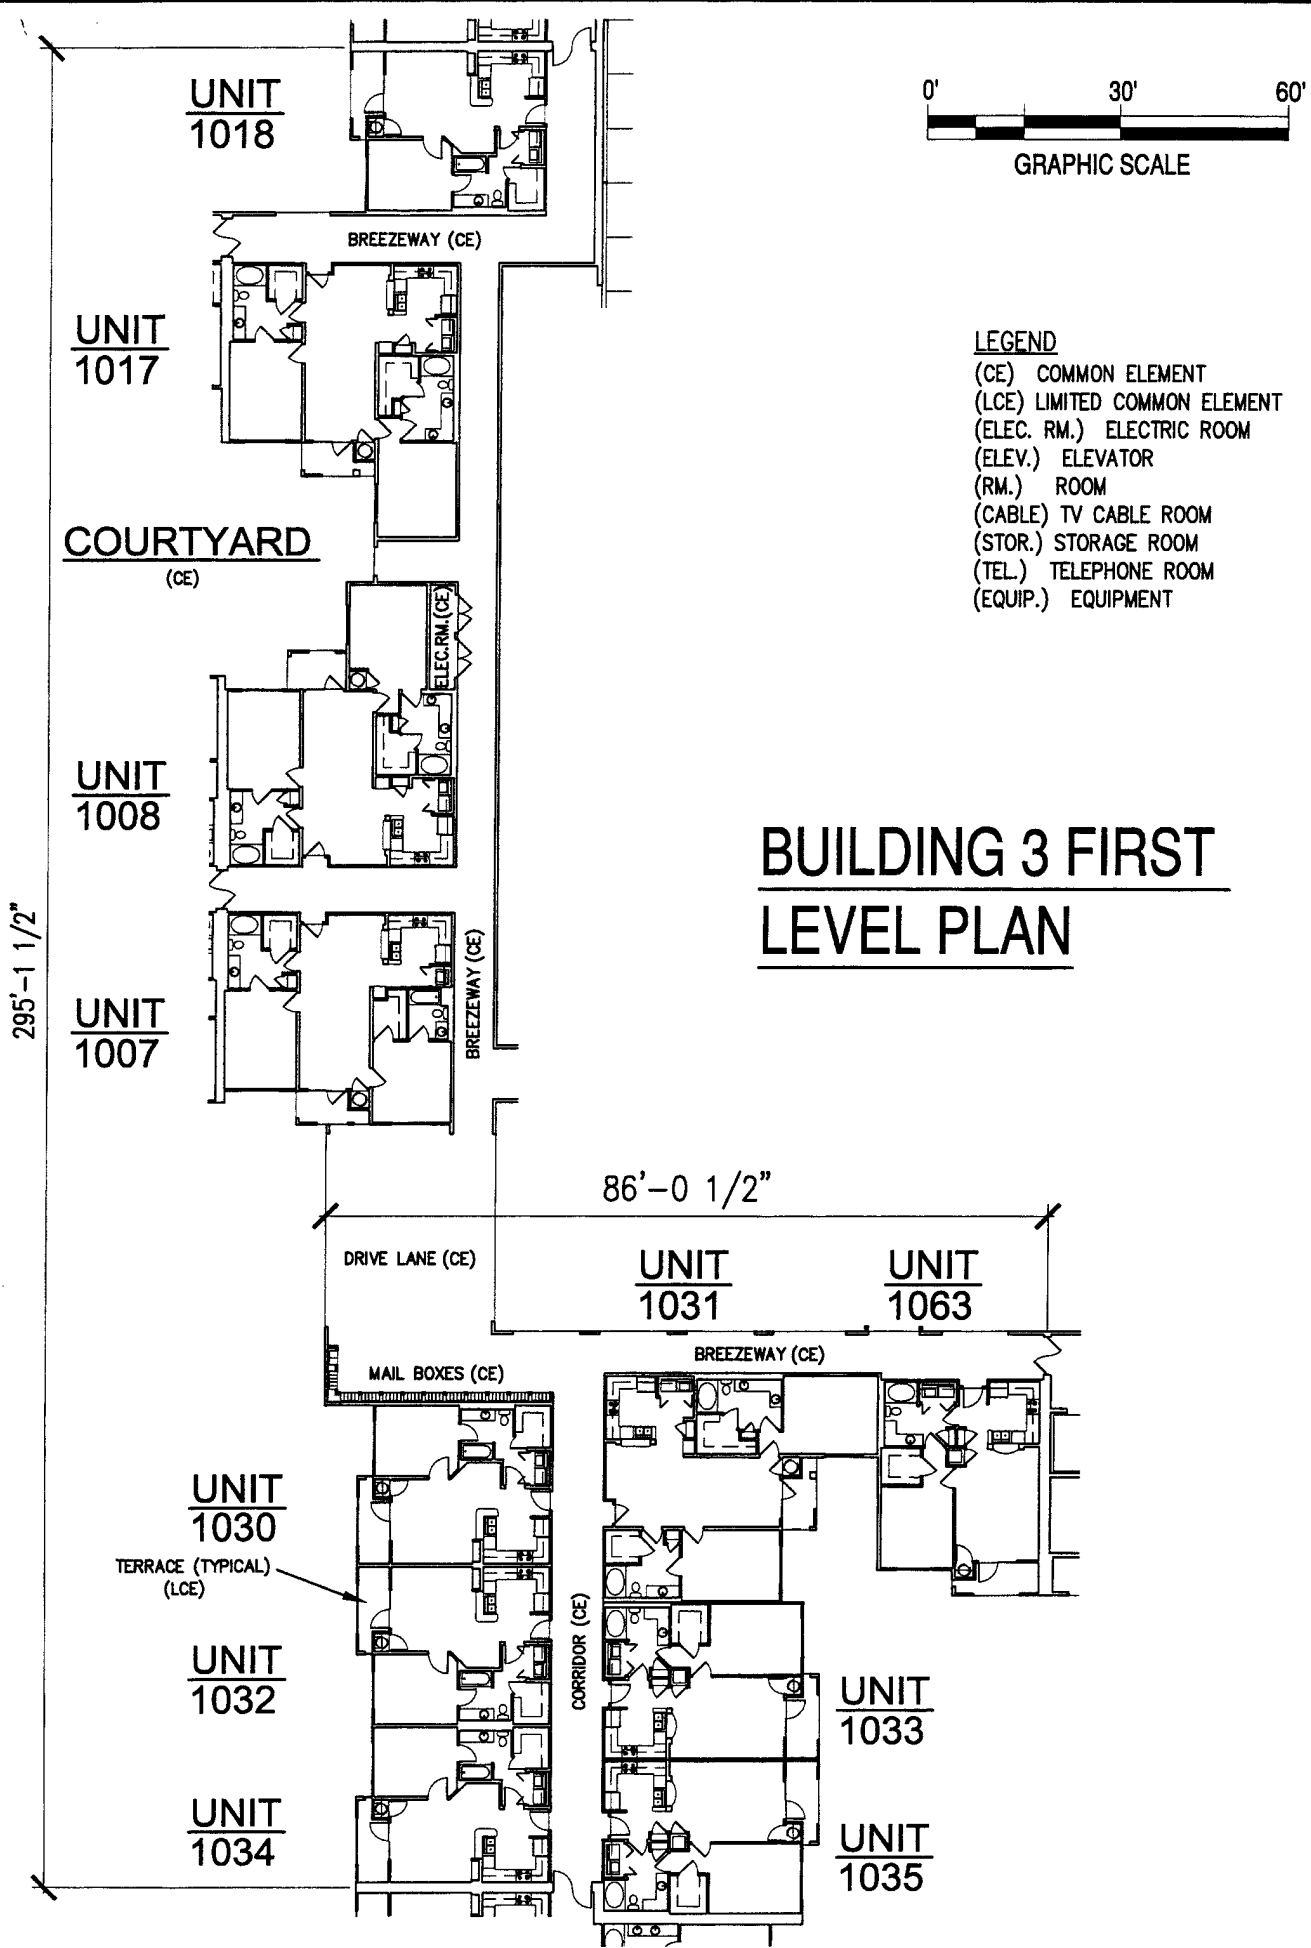 UNIT
1018
0'
30'
60'
GRAPHIC SCALE
BREEZEWAY (CE)
UNIT
1017
LEGEND
(CE) COMMON ELEMENT
(LCE) LIMITED COMMON ELEMENT
(ELEC. RM.) ELECTRIC ROOM
(ELEV.) ELEVATOR
(RM.) ROOM
(CABLE) TV CABLE ROOM
(STOR.) STORAGE ROOM
(TEL.) TELEPHONE ROOM
(EQUIP.) EQUIPMENT
COURTYARD
(CE)
ELEC.RM.(CE)
UNIT
1008
BUILDING 3 FIRST
LEVEL PLAN
295'-1 1/2"
BREEZEWAY (CE)
UNIT
1007
86'-0 1/2"
DRIVE LANE (CE)
UNIT
1031
UNIT
1063
BREEZEWAY (CE)
MAIL BOXES (CE)
UNIT
1030
TERRACE (TYPICAL)
(LCE)
CORRIDOR (CE)
UNIT
1032
UNIT
1033
UNIT
1034
UNIT
1035